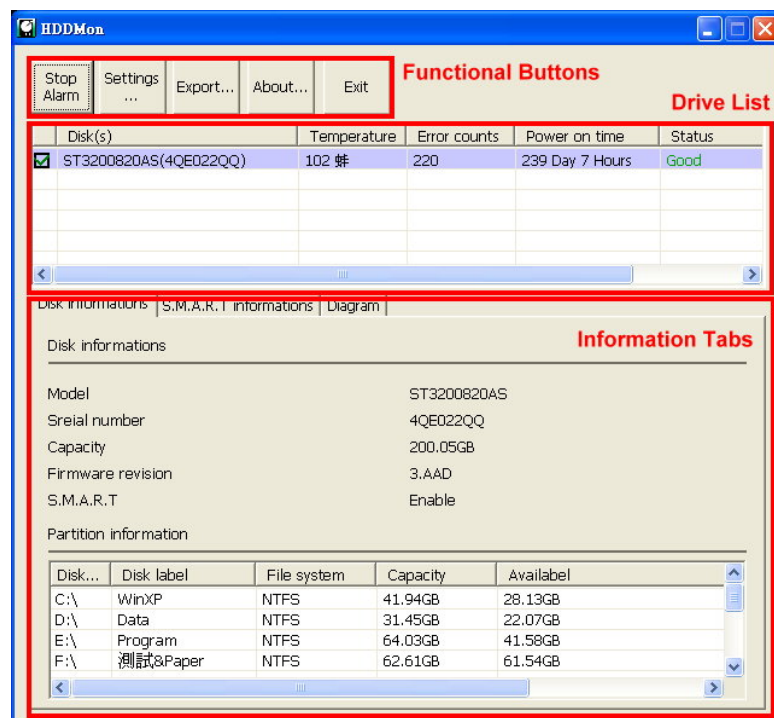 HDDMon
Stop Alarm Settings ... Export... About... Exit
Functional Buttons
Drive List
Disk(s) Temperature Error counts Power on time Status
ST3200820AS(4QE022QQ) 102 蚌 220 239 Day 7 Hours Good
Disk informations S.M.A.R.T informations Diagram
Information Tabs
Disk informations
Model ST3200820AS
Sreial number 4QE022QQ
Capacity 200.05GB
Firmware revision 3.AAD
S.M.A.R.T Enable
Partition information
Disk... Disk label File system Capacity Availabel
C:\ WinXP NTFS 41.94GB 28.13GB
D:\ Data NTFS 31.45GB 22.07GB
E:\ Program NTFS 64.03GB 41.58GB
F:\ 測試&Paper NTFS 62.61GB 61.54GB